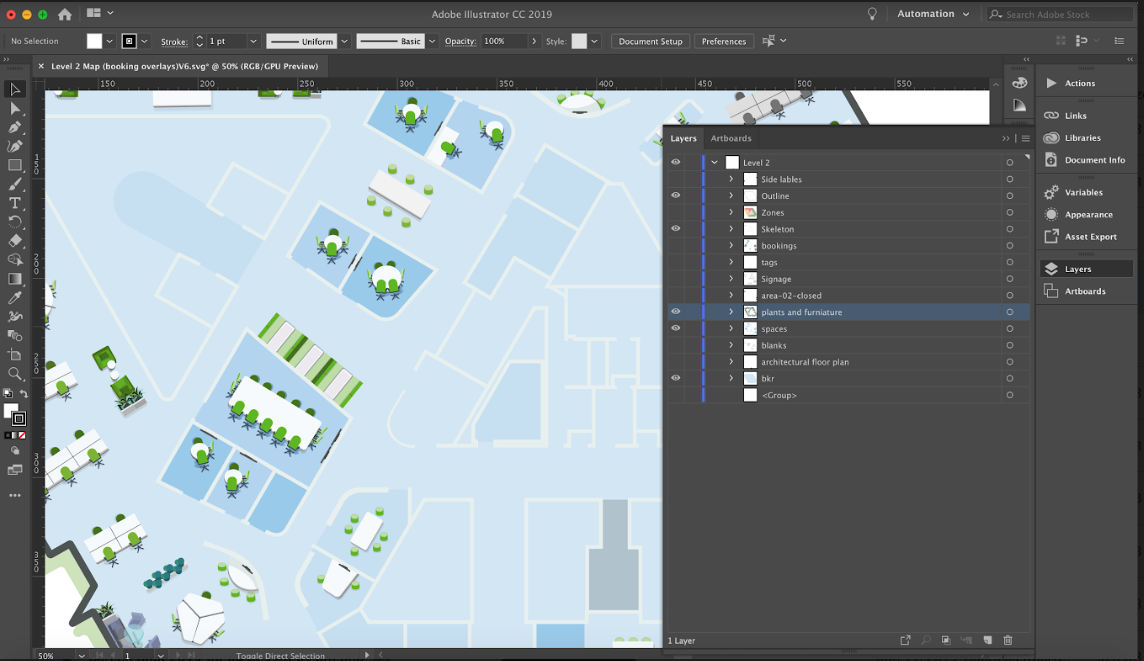 Adobe Illustrator CC 2019
Automation
Search Adobe Stock
No Selection
Stroke:
1 pt
Uniform
Basic
Opacity:
100%
Style:
Document Setup
Preferences
× Level 2 Map (booking overlays)V6.svg* @ 50% (RGB/GPU Preview)
150 200 250 300 350 400 450 500 550
150
200
250
300
350
Layers
Artboards
Level 2
Side lables
Outline
Zones
Skeleton
bookings
tags
Signage
area-02-closed
plants and furniature
spaces
blanks
architectural floor plan
bkr
<Group>
1 Layer
Actions
Links
Libraries
Document Info
Variables
Appearance
Asset Export
Layers
Artboards
50%
1
Toggle Direct Selection